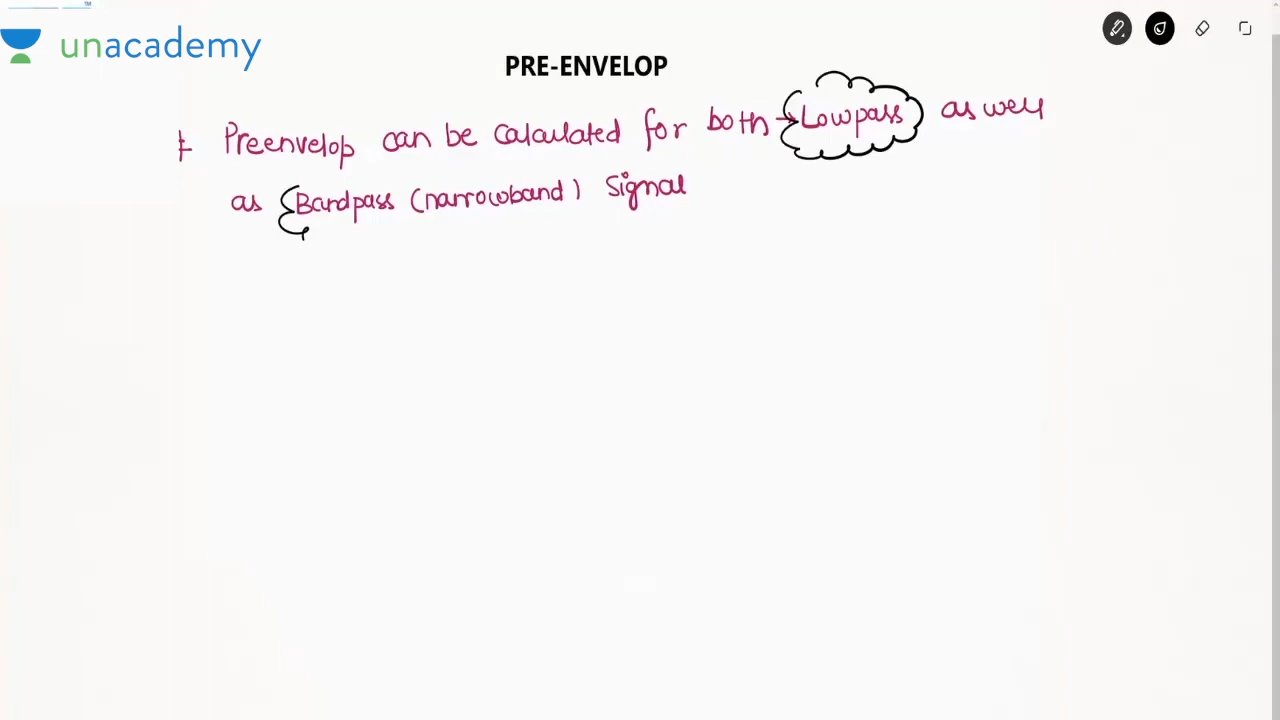 unacademy
PRE-ENVELOP
Preenvelop can be calculated for both → Lowpass as well
as Bandpass (narrowband) Signal